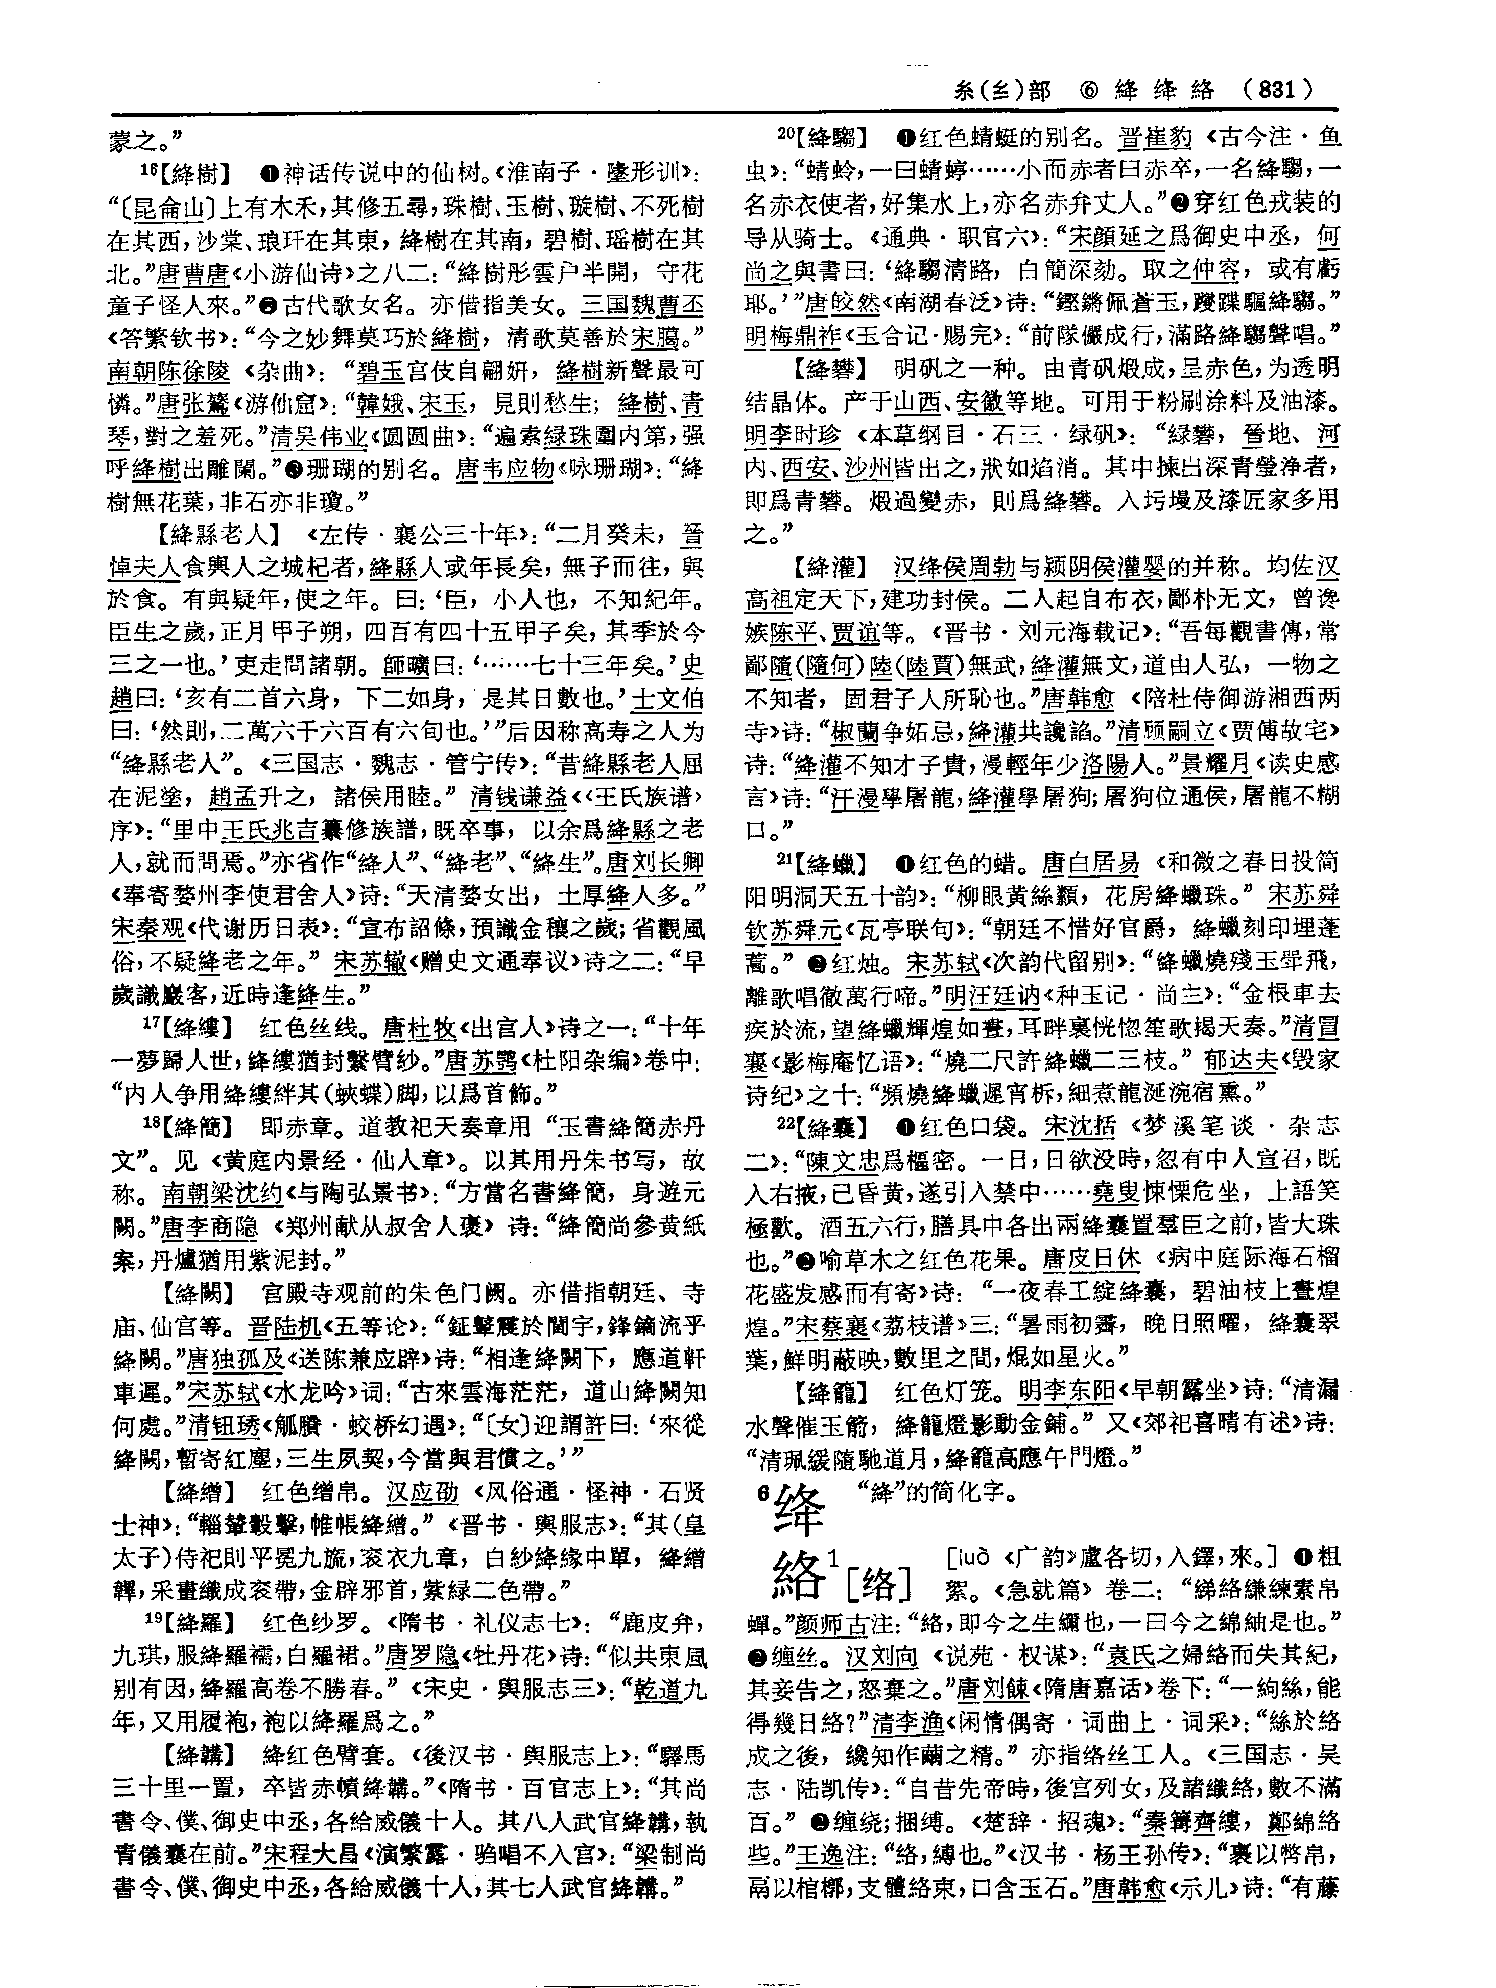 糸(纟)部 ⑥ 絳 绛 絡 (831)
蒙之。”
16【絳樹】 ❶神话传说中的仙树。《淮南子·墬形训》:
“〔昆侖山〕上有木禾,其修五尋,珠樹、玉樹、璇樹、不死樹
在其西,沙棠、琅玕在其東,絳樹在其南,碧樹、瑶樹在其
北。”唐曹唐《小游仙诗》之八二:“絳樹彤雲户半開,守花
童子怪人來。”❷古代歌女名。亦借指美女。三国魏曹丕
《答繁钦书》:“今之妙舞莫巧於絳樹,清歌莫善於宋臈。”
南朝陈徐陵《杂曲》:“碧玉宫伎自翩妍,絳樹新聲最可
憐。”唐张鷟《游仙窟》:“韓娥、宋玉,見則愁生;絳樹、青
琴,對之羞死。”清吴伟业《圆圆曲》:“遍索緑珠圍内第,强
呼絳樹出雕闌。”❸珊瑚的别名。唐韦应物《咏珊瑚》:“絳
樹無花葉,非石亦非瓊。”
【絳縣老人】 《左传·襄公三十年》:“二月癸未,晉
悼夫人食輿人之城杞者,絳縣人或年長矣,無子而往,與
於食。有與疑年,使之年。曰:‘臣,小人也,不知紀年。
臣生之歲,正月甲子朔,四百有四十五甲子矣,其季於今
三之一也。’吏走問諸朝。師曠曰:‘……七十三年矣。’史
趙曰:‘亥有二首六身,下二如身,是其日數也。’士文伯
曰:‘然則,二萬六千六百有六旬也。’”后因称高寿之人为
“絳縣老人”。《三国志·魏志·管宁传》:“昔絳縣老人屈
在泥塗,趙孟升之,諸侯用睦。”清钱谦益《〈王氏族谱〉
序》:“里中王氏兆吉纂修族譜,既卒事,以余爲絳縣之老
人,就而問焉。”亦省作“絳人”、“絳老”、“絳生”。唐刘长卿
《奉寄婺州李使君舍人》诗:“天清婺女出,土厚絳人多。”
宋秦观《代谢历日表》:“宣布詔條,預識金穰之歲;省觀風
俗,不疑絳老之年。”宋苏辙《赠史文通奉议》诗之二:“早
歲識巖客,近時逢絳生。”
17【絳縷】 红色丝线。唐杜牧《出宫人》诗之一:“十年
一夢歸人世,絳縷猶封繫臂紗。”唐苏鹗《杜阳杂编》卷中:
“内人争用絳縷絆其(蛺蝶)脚,以爲首飾。”
18【絳簡】 即赤章。道教祀天奏章用“玉書絳簡赤丹
文”。见《黄庭内景经·仙人章》。以其用丹朱书写,故
称。南朝梁沈约《与陶弘景书》:“方當名書絳簡,身遊元
闕。”唐李商隐《郑州献从叔舍人褒》诗:“絳簡尚參黄紙
案,丹爐猶用紫泥封。”
【絳闕】 宫殿寺观前的朱色门阙。亦借指朝廷、寺
庙、仙宫等。晋陆机《五等论》:“鉦鼙震於閫宇,鋒鏑流乎
絳闕。”唐独孤及《送陈兼应辟》诗:“相逢絳闕下,應道軒
車遲。”宋苏轼《水龙吟》词:“古來雲海茫茫,道山絳闕知
何處。”清钮琇《觚賸·蛟桥幻遇》:“〔女〕迎謂許曰:‘來從
絳闕,暫寄紅塵,三生夙契,今當與君償之。’”
【絳繒】 红色缯帛。汉应劭《风俗通·怪神·石贤
士神》:“輜輦轂擊,帷帳絳繒。”《晋书·舆服志》:“其(皇
太子)侍祀則平冕九旒,衮衣九章,白紗絳緣中單,絳繒
韠,采畫織成衮帶,金辟邪首,紫緑二色帶。”
19【絳羅】 红色纱罗。《隋书·礼仪志七》:“鹿皮弁,
九琪,服絳羅襦,白羅裙。”唐罗隐《牡丹花》诗:“似共東風
别有因,絳羅高卷不勝春。”《宋史·舆服志三》:“乾道九
年,又用履袍,袍以絳羅爲之。”
【絳韝】 絳红色臂套。《後汉书·舆服志上》:“驛馬
三十里一置,卒皆赤幘絳韝。”《隋书·百官志上》:“其尚
書令、僕、御史中丞,各给威儀十人。其八人武官絳韝,執
青儀囊在前。”宋程大昌《演繁露·驺唱不入宫》:“梁制尚
書令、僕、御史中丞,各给威儀十人,其七人武官絳韝。”
20【絳騶】 ❶红色蜻蜓的别名。晋崔豹《古今注·鱼
虫》:“蜻蛉,一曰蜻蝏……小而赤者曰赤卒,一名絳騶,一
名赤衣使者,好集水上,亦名赤弁丈人。”❷穿红色戎装的
导从骑士。《通典·职官六》:“宋顔延之爲御史中丞,何
尚之與書曰:‘絳騶清路,白簡深劾。取之仲容,或有虧
耶。’”唐皎然《南湖春泛》诗:“鏗鏘佩蒼玉,躞蹀驅絳騶。”
明梅鼎祚《玉合记·赐完》:“前隊儼成行,滿路絳騶聲唱。”
【絳礬】 明矾之一种。由青矾煅成,呈赤色,为透明
结晶体。产于山西、安徽等地。可用于粉刷涂料及油漆。
明李时珍《本草纲目·石三·绿矾》:“緑礬,晉地、河
内、西安、沙州皆出之,狀如焰消。其中揀出深青瑩浄者,
即爲青礬。煅過變赤,則爲絳礬。入圬墁及漆匠家多用
之。”
【絳灌】 汉绛侯周勃与颍阴侯灌婴的并称。均佐汉
高祖定天下,建功封侯。二人起自布衣,鄙朴无文,曾谗
嫉陈平、贾谊等。《晋书·刘元海载记》:“吾每觀書傳,常
鄙隨(隨何)陸(陸賈)無武,絳灌無文,道由人弘,一物之
不知者,固君子人所恥也。”唐韩愈《陪杜侍御游湘西两
寺》诗:“椒蘭争妬忌,絳灌共讒諂。”清顾嗣立《贾傅故宅》
诗:“絳灌不知才子貴,漫輕年少洛陽人。”景耀月《读史感
言》诗:“汗漫學屠龍,絳灌學屠狗;屠狗位通侯,屠龍不糊
口。”
21【絳蠟】 ❶红色的蜡。唐白居易《和微之春日投简
阳明洞天五十韵》:“柳眼黄絲纇,花房絳蠟珠。”宋苏舜
钦苏舜元《瓦亭联句》:“朝廷不惜好官爵,絳蠟刻印埋蓬
蒿。”❷红烛。宋苏轼《次韵代留别》:“絳蠟燒殘玉斝飛,
離歌唱徹萬行啼。”明汪廷讷《种玉记·尚主》:“金根車去
疾於流,望絳蠟輝煌如晝,耳畔裏恍惚笙歌揭天奏。”清冒
襄《影梅庵忆语》:“燒二尺許絳蠟二三枝。”郁达夫《毁家
诗纪》之十:“頻燒絳蠟遲宵柝,細煮龍涎浣宿熏。”
22【絳囊】 ❶红色口袋。宋沈括《梦溪笔谈·杂志
二》:“陳文忠爲樞密。一日,日欲没時,忽有中人宣召,既
入右掖,已昏黄,遂引入禁中……堯叟悚慄危坐,上語笑
極歡。酒五六行,膳具中各出兩絳囊置羣臣之前,皆大珠
也。”❷喻草木之红色花果。唐皮日休《病中庭际海石榴
花盛发感而有寄》诗:“一夜春工綻絳囊,碧油枝上晝煌
煌。”宋蔡襄《荔枝谱》三:“暑雨初霽,晚日照曜,絳囊翠
葉,鮮明蔽映,數里之間,焜如星火。”
【絳籠】 红色灯笼。明李东阳《早朝露坐》诗:“清漏
水聲催玉箭,絳籠燈影動金鋪。”又《郊祀喜晴有述》诗:
“清珮緩隨馳道月,絳籠高應午門燈。”
6绛 “絳”的简化字。
絡1[络] [luò 《广韵》盧各切,入鐸,來。] ❶粗
絮。《急就篇》卷二:“綈絡縑練素帛
蟬。”颜师古注:“絡,即今之生䌟也,一曰今之綿紬是也。”
❷缠丝。汉刘向《说苑·权谋》:“袁氏之婦絡而失其紀,
其妾告之,怒棄之。”唐刘餗《隋唐嘉话》卷下:“一絇絲,能
得幾日絡?”清李渔《闲情偶寄·词曲上·词采》:“絲於絡
成之後,纔知作繭之精。”亦指络丝工人。《三国志·吴
志·陆凯传》:“自昔先帝時,後宫列女,及諸織絡,數不滿
百。”❸缠绕;捆缚。《楚辞·招魂》:“秦篝齊縷,鄭綿絡
些。”王逸注:“絡,縛也。”《汉书·杨王孙传》:“裹以幣帛,
鬲以棺槨,支體絡束,口含玉石。”唐韩愈《示儿》诗:“有藤